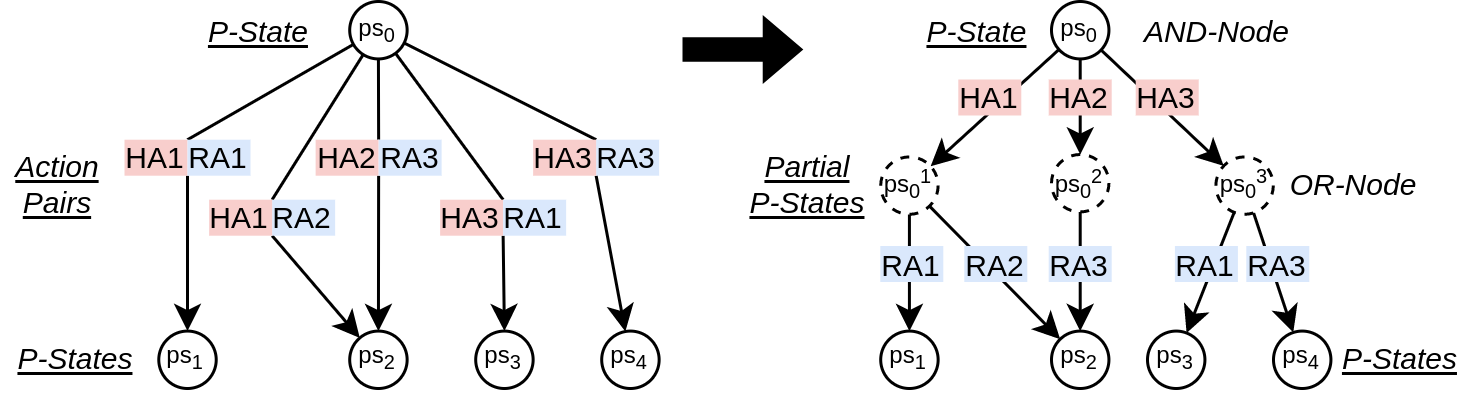 P-State ps0
HA1 RA1 HA2 RA3 HA3 RA3
Action
Pairs
HA1 RA2 HA3 RA1
P-States ps1 ps2 ps3 ps4
P-State ps0 AND-Node
HA1 HA2 HA3
Partial
P-States
ps0^1 ps0^2 ps0^3 OR-Node
RA1 RA2 RA3 RA1 RA3
ps1 ps2 ps3 ps4 P-States